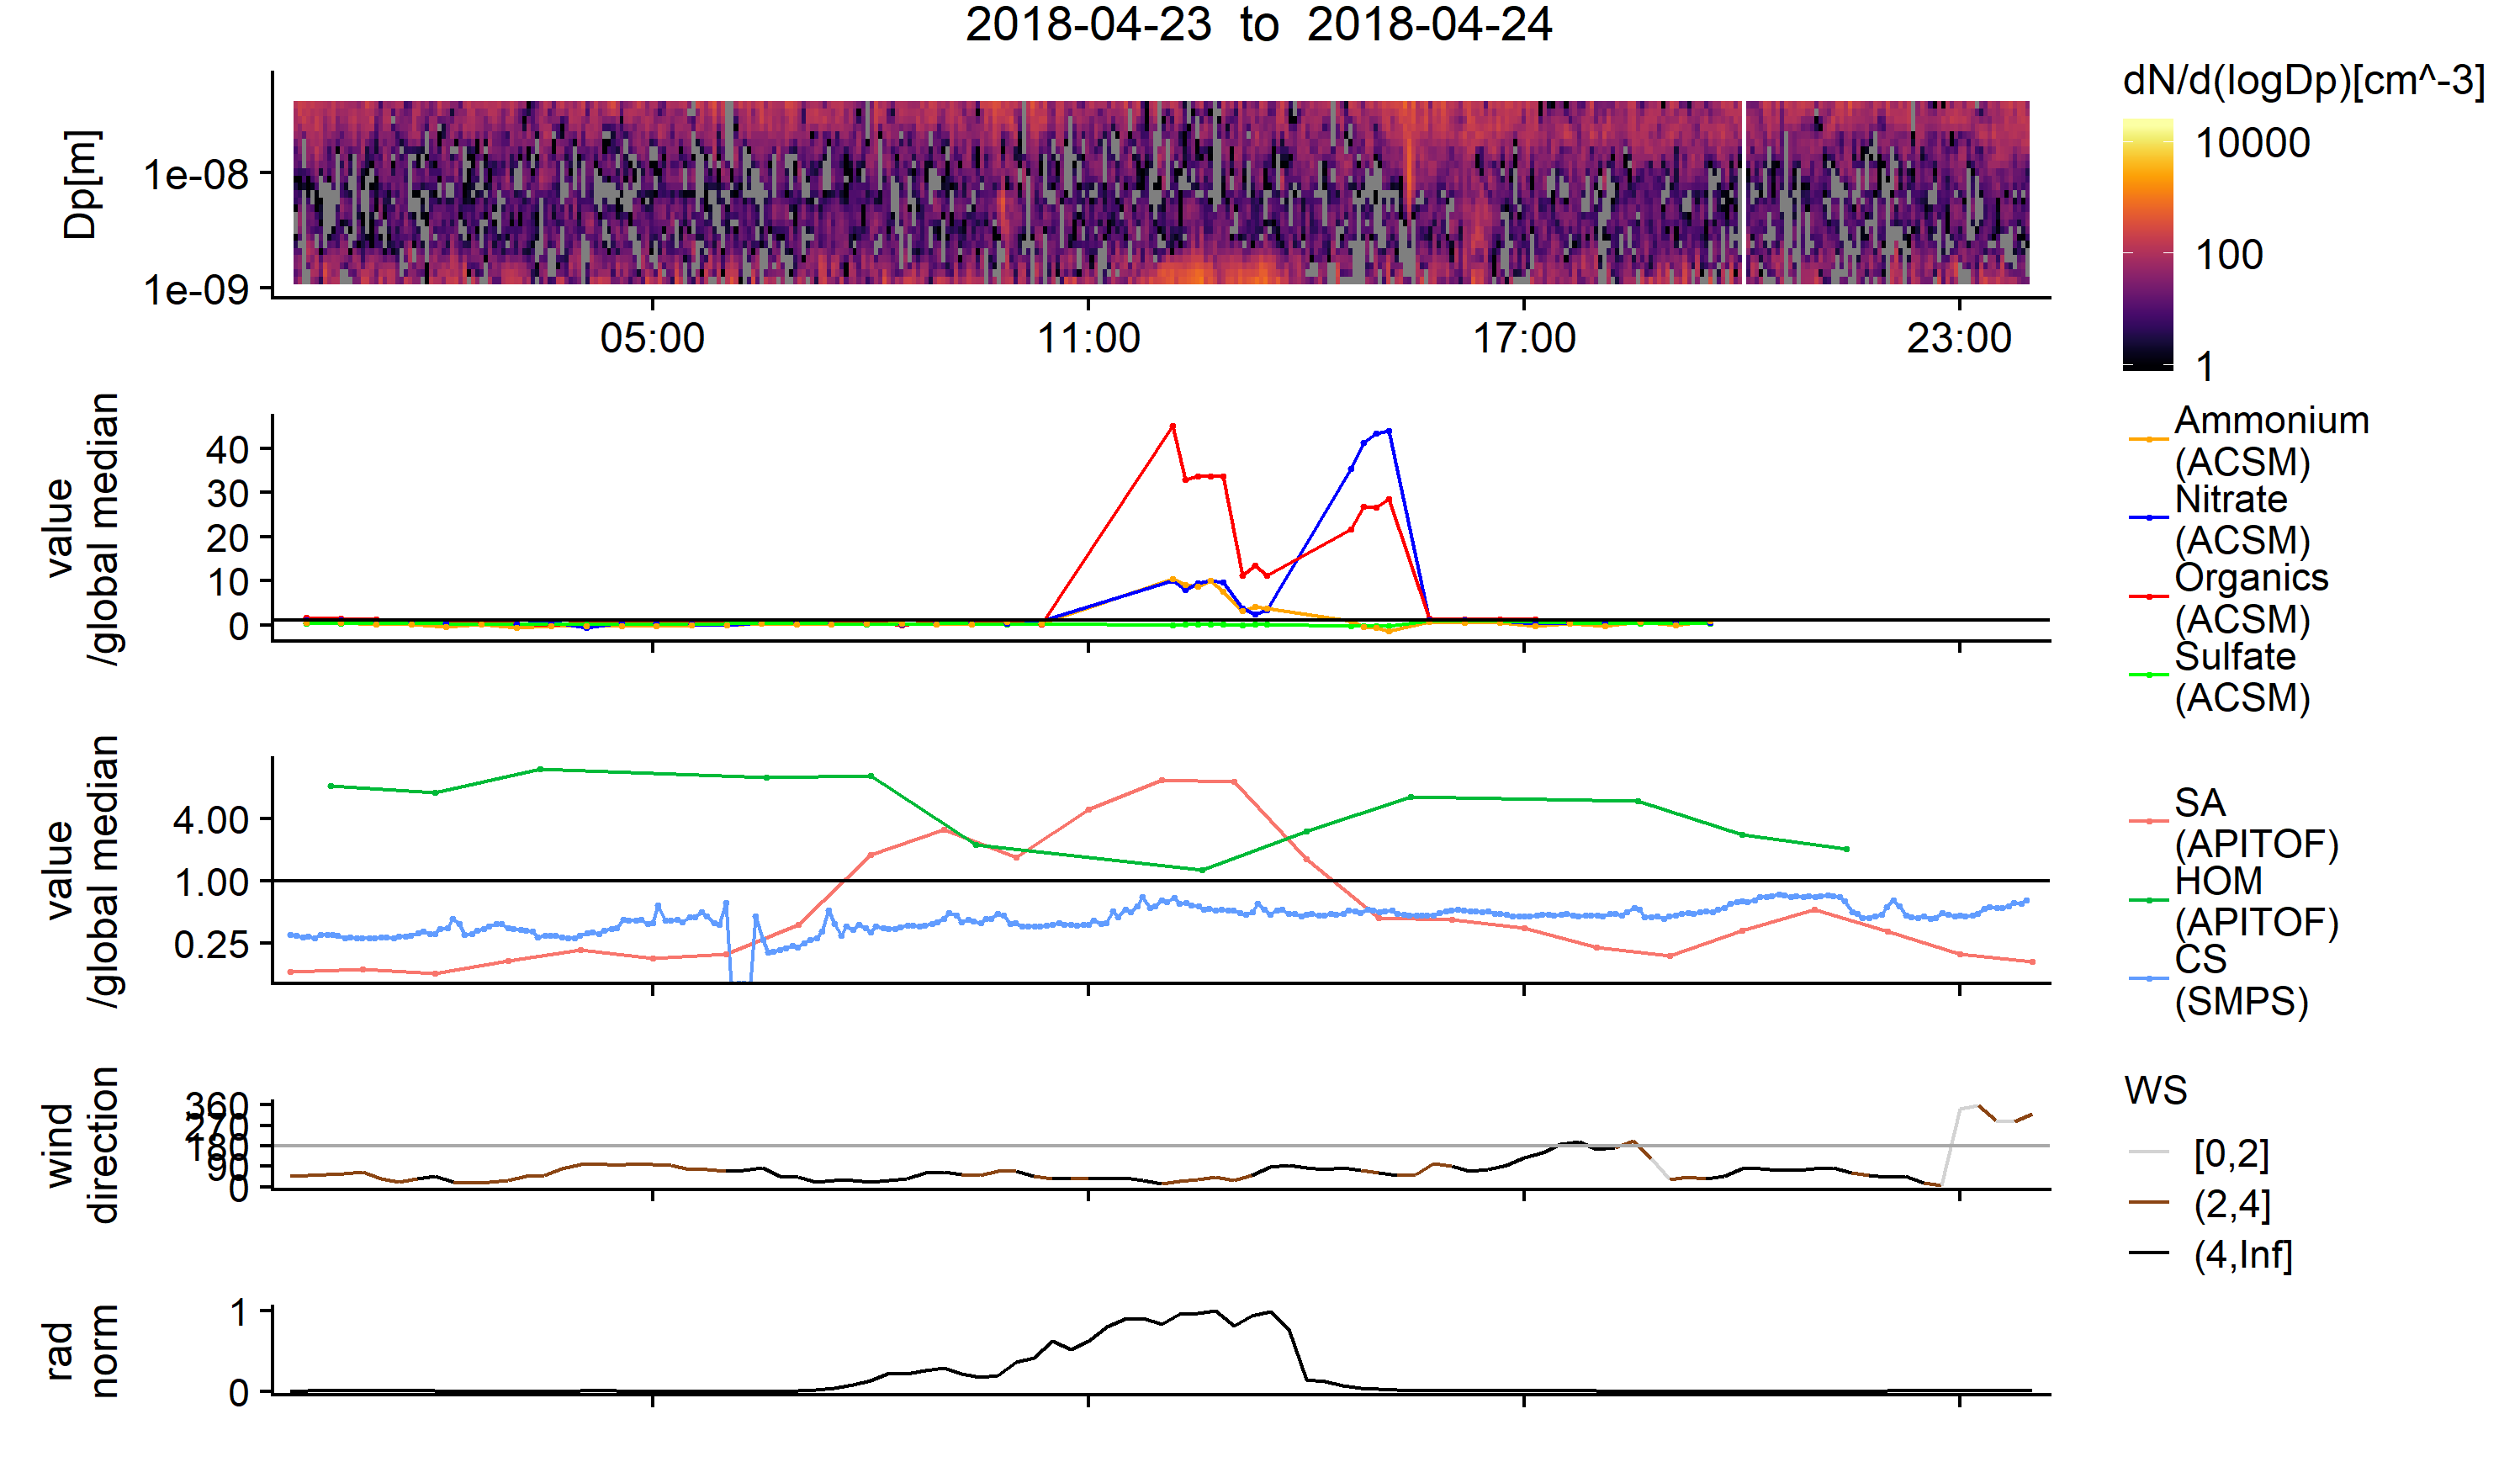 2018-04-23 to 2018-04-24
Dp[m]
1e-08
1e-09
05:00
11:00
17:00
23:00
dN/d(logDp)[cm^-3]
10000
100
1
value
/global median
40
30
20
10
0
Ammonium
(ACSM)
Nitrate
(ACSM)
Organics
(ACSM)
Sulfate
(ACSM)
value
/global median
4.00
1.00
0.25
SA
(APITOF)
HOM
(APITOF)
CS
(SMPS)
wind
direction
360
270
180
90
0
WS
[0,2]
(2,4]
(4,Inf]
rad
norm
1
0